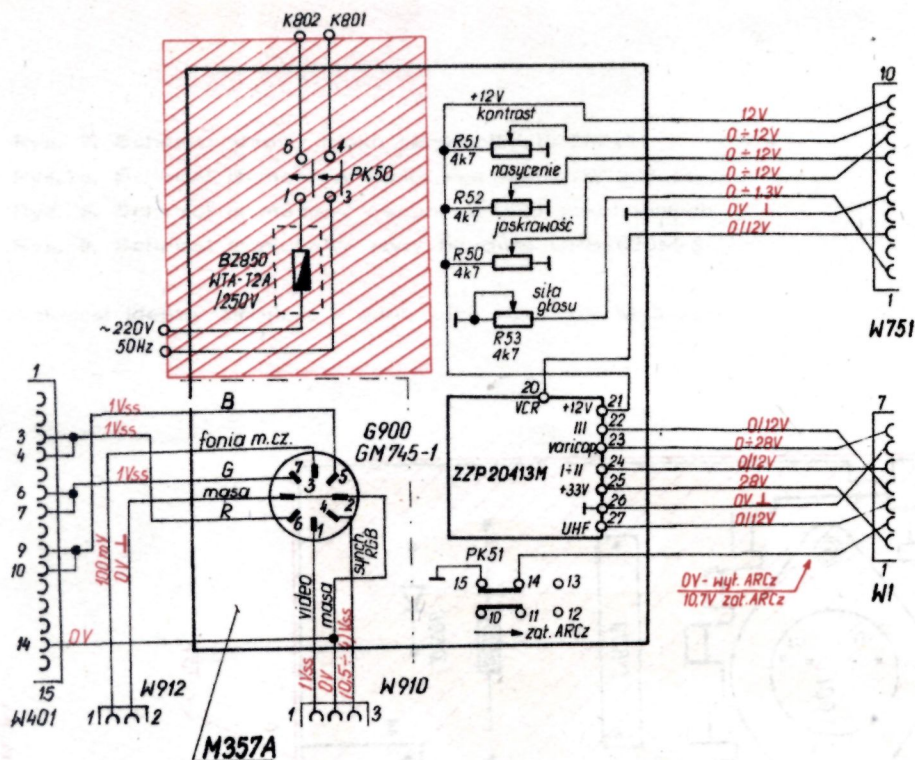 K802 K801
6 4
PK50
1 3
BZ850
WTA-T2A
/250V
~220V
50Hz
+12V
kontrast
R51
4k7
nasycenie
R52
4k7
jaskrawość
R50
4k7
siła
głosu
R53
4k7
10
12V
0÷12V
0÷12V
0÷12V
0÷1.3V
0V ⊥
0/12V
1
W751
20
VCR
ZZP20413M
+12V 21
III 22
varicap 23
I÷II 24
+33V 25
26
UHF 27
7
0/12V
0÷28V
0/12V
28V
0V ⊥
0/12V
1
W1
PK51
15 14 13
10 11 12
zał. ARCz
0V - wył. ARCz
10,7V zał. ARCz
1
3
4
6
7
9
10
14
15
W401
1Vss
1Vss
1Vss
100mV
0V ⊥
0V
B
fonia m.cz.
G
masa
R
G900
GM745-1
7 3 5
2
4
6 1
synch.
RGB
video
masa
1Vss
0V
W912
1 2
W910
1 3
M357A